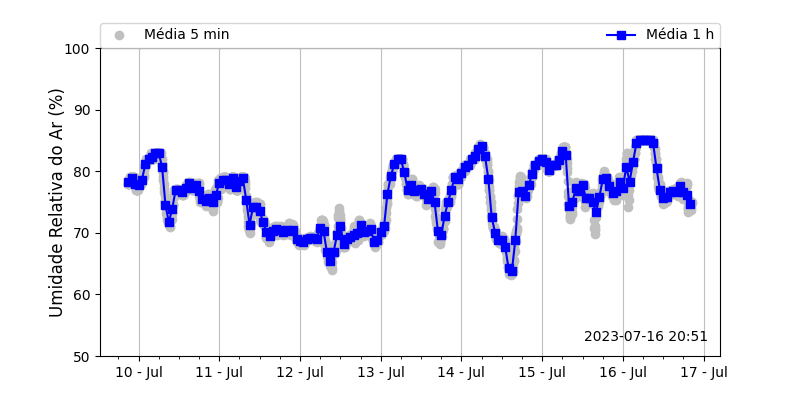 Média 5 min Média 1 h
Umidade Relativa do Ar (%)
100
90
80
70
60
50
2023-07-16 20:51
10 - Jul 11 - Jul 12 - Jul 13 - Jul 14 - Jul 15 - Jul 16 - Jul 17 - Jul